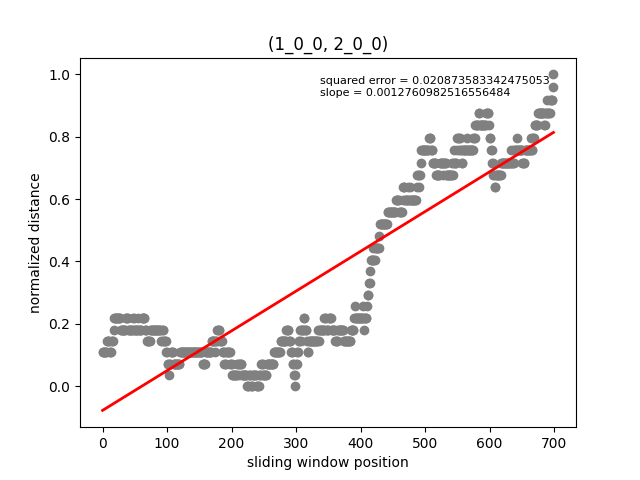 (1_0_0, 2_0_0)
squared error = 0.020873583342475053
slope = 0.0012760982516556484
1.0
0.8
0.6
0.4
0.2
0.0
normalized distance
0 100 200 300 400 500 600 700
sliding window position